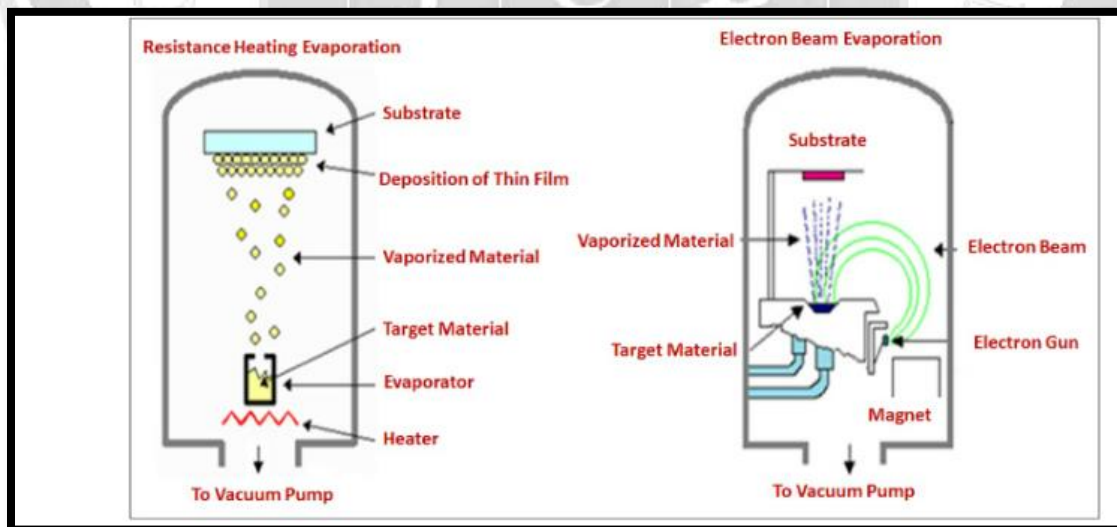 Resistance Heating Evaporation
Substrate
Deposition of Thin Film
Vaporized Material
Target Material
Evaporator
Heater
To Vacuum Pump
Electron Beam Evaporation
Substrate
Vaporized Material
Electron Beam
Target Material
Electron Gun
Magnet
To Vacuum Pump